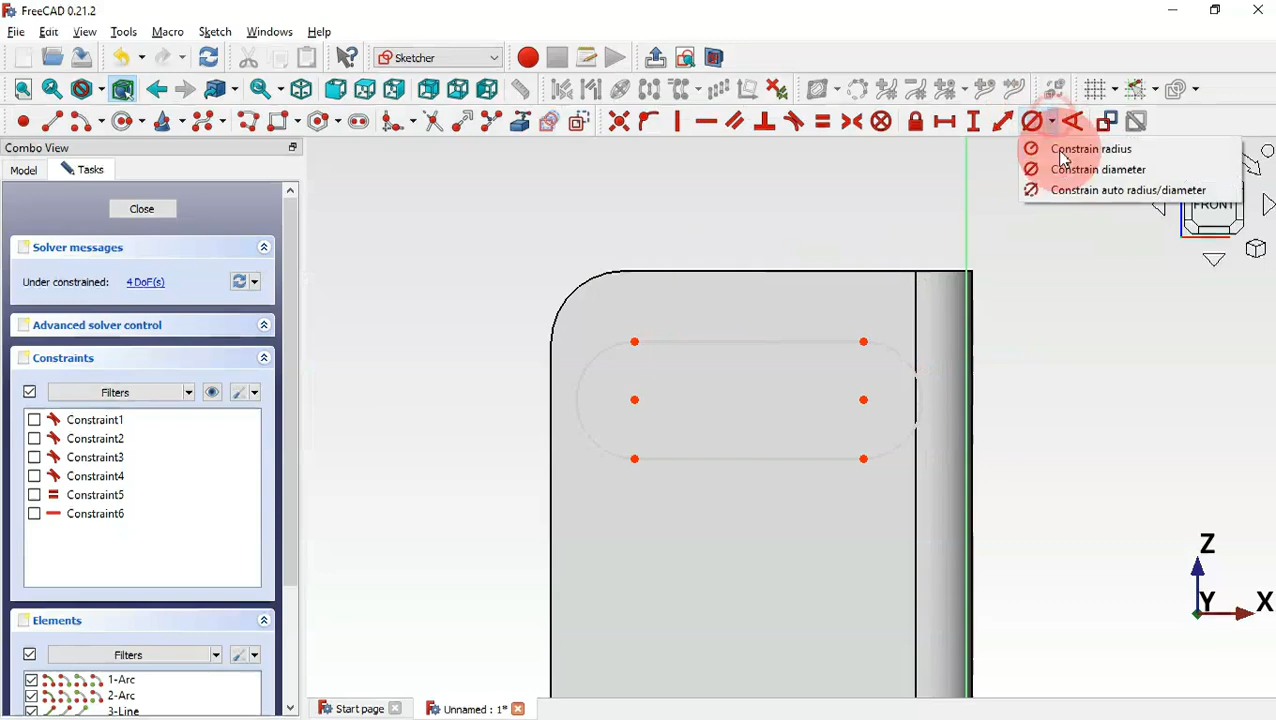 FreeCAD 0.21.2
File Edit View Tools Macro Sketch Windows Help
Sketcher
Combo View
Constrain radius
Constrain diameter
Constrain auto radius/diameter
Model Tasks
Close
FRONT
Solver messages
Under constrained: 4 DoF(s)
Advanced solver control
Constraints
Filters
Constraint1
Constraint2
Constraint3
Constraint4
Constraint5
Constraint6
Z
Y X
Elements
Filters
1-Arc
2-Arc
3-Line
Start page Unnamed : 1*